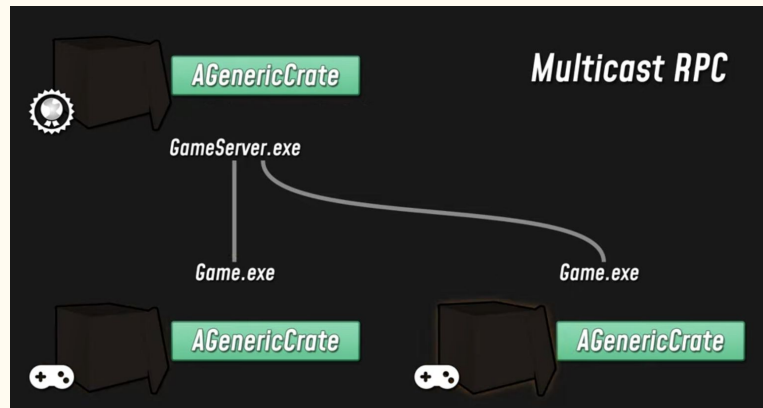 AGenericCrate
Multicast RPC
GameServer.exe
Game.exe
Game.exe
AGenericCrate
AGenericCrate